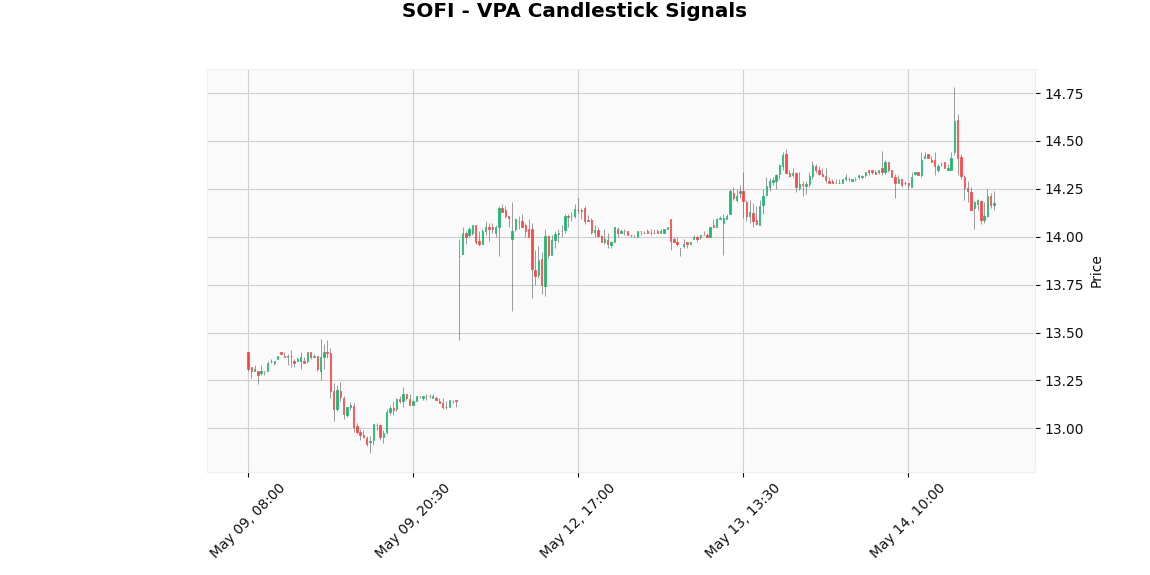 SOFI - VPA Candlestick Signals
14.75
14.50
14.25
14.00
13.75
13.50
13.25
13.00
Price
May 09, 08:00
May 09, 20:30
May 12, 17:00
May 13, 13:30
May 14, 10:00